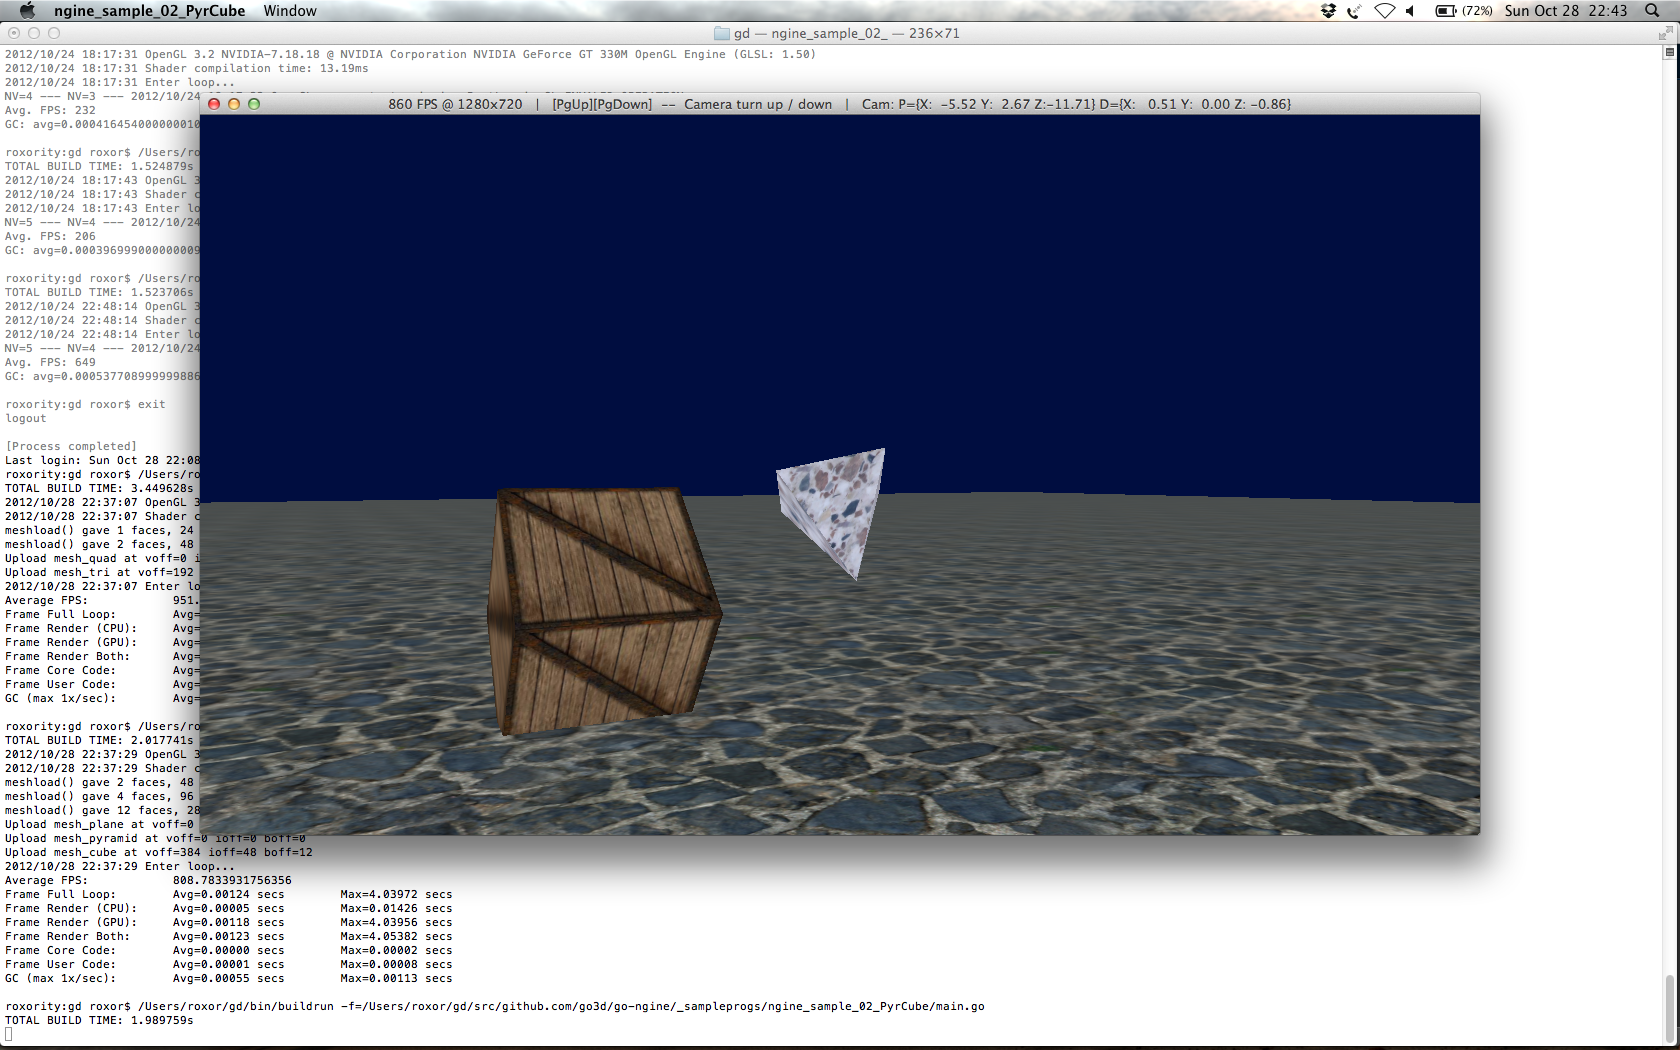 ngine_sample_02_PyrCube Window (72%) Sun Oct 28 22:43
gd — ngine_sample_02_ — 236×71
2012/10/24 18:17:31 OpenGL 3.2 NVIDIA-7.18.18 @ NVIDIA Corporation NVIDIA GeForce GT 330M OpenGL Engine (GLSL: 1.50)
2012/10/24 18:17:31 Shader compilation time: 13.19ms
2012/10/24 18:17:31 Enter loop...
NV=4 --- NV=3 --- 2012/10/24
860 FPS @ 1280x720 | [PgUp][PgDown] -- Camera turn up / down | Cam: P={X: -5.52 Y: 2.67 Z:-11.71} D={X: 0.51 Y: 0.00 Z: -0.86}
Avg. FPS: 232
GC: avg=0.0004164540000000010
roxority:gd roxor$ /Users/ro
TOTAL BUILD TIME: 1.524879s
2012/10/24 18:17:43 OpenGL 3
2012/10/24 18:17:43 Shader c
2012/10/24 18:17:43 Enter lo
NV=5 --- NV=4 --- 2012/10/24
Avg. FPS: 206
GC: avg=0.0003969990000000009
roxority:gd roxor$ /Users/ro
TOTAL BUILD TIME: 1.523706s
2012/10/24 22:48:14 OpenGL 3
2012/10/24 22:48:14 Shader c
2012/10/24 22:48:14 Enter lo
NV=5 --- NV=4 --- 2012/10/24
Avg. FPS: 649
GC: avg=0.0005377089999999886
roxority:gd roxor$ exit
logout
[Process completed]
Last login: Sun Oct 28 22:08
roxority:gd roxor$ /Users/ro
TOTAL BUILD TIME: 3.449628s
2012/10/28 22:37:07 OpenGL 3
2012/10/28 22:37:07 Shader c
meshload() gave 1 faces, 24
meshload() gave 2 faces, 48
Upload mesh_quad at voff=0 i
Upload mesh_tri at voff=192
2012/10/28 22:37:07 Enter lo
Average FPS: 951.
Frame Full Loop: Avg=
Frame Render (CPU): Avg=
Frame Render (GPU): Avg=
Frame Render Both: Avg=
Frame Core Code: Avg=
Frame User Code: Avg=
GC (max 1x/sec): Avg=
roxority:gd roxor$ /Users/ro
TOTAL BUILD TIME: 2.017741s
2012/10/28 22:37:29 OpenGL 3
2012/10/28 22:37:29 Shader c
meshload() gave 2 faces, 48
meshload() gave 4 faces, 96
meshload() gave 12 faces, 28
Upload mesh_plane at voff=0
Upload mesh_pyramid at voff=0 ioff=0 boff=0
Upload mesh_cube at voff=384 ioff=48 boff=12
2012/10/28 22:37:29 Enter loop...
Average FPS: 808.7833931756356
Frame Full Loop: Avg=0.00124 secs Max=4.03972 secs
Frame Render (CPU): Avg=0.00005 secs Max=0.01426 secs
Frame Render (GPU): Avg=0.00118 secs Max=4.03956 secs
Frame Render Both: Avg=0.00123 secs Max=4.05382 secs
Frame Core Code: Avg=0.00000 secs Max=0.00002 secs
Frame User Code: Avg=0.00001 secs Max=0.00008 secs
GC (max 1x/sec): Avg=0.00055 secs Max=0.00113 secs
roxority:gd roxor$ /Users/roxor/gd/bin/buildrun -f=/Users/roxor/gd/src/github.com/go3d/go-ngine/_sampleprogs/ngine_sample_02_PyrCube/main.go
TOTAL BUILD TIME: 1.989759s